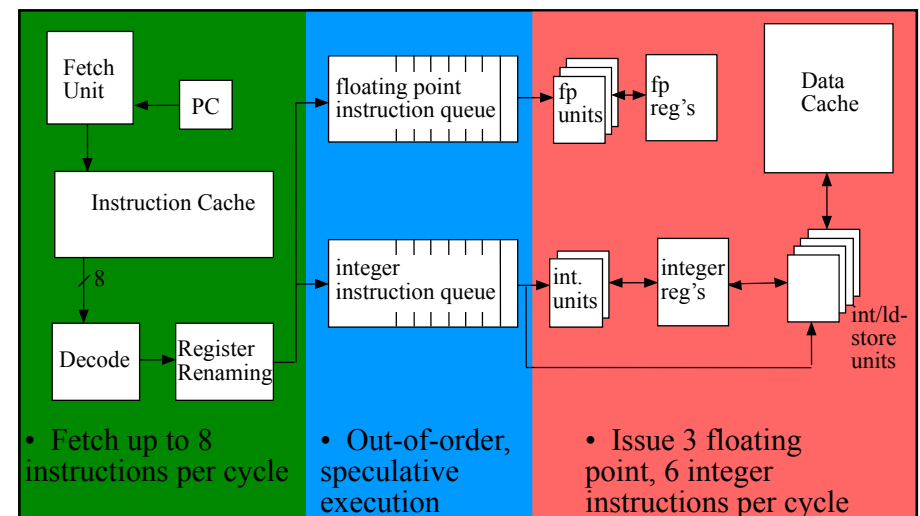 Fetch
Unit
PC
Instruction Cache
8
Decode
Register
Renaming
floating point
instruction queue
integer
instruction queue
fp
units
fp
reg's
Data
Cache
int.
units
integer
reg's
int/ld-
store
units
• Fetch up to 8
instructions per cycle
• Out-of-order,
speculative
execution
• Issue 3 floating
point, 6 integer
instructions per cycle